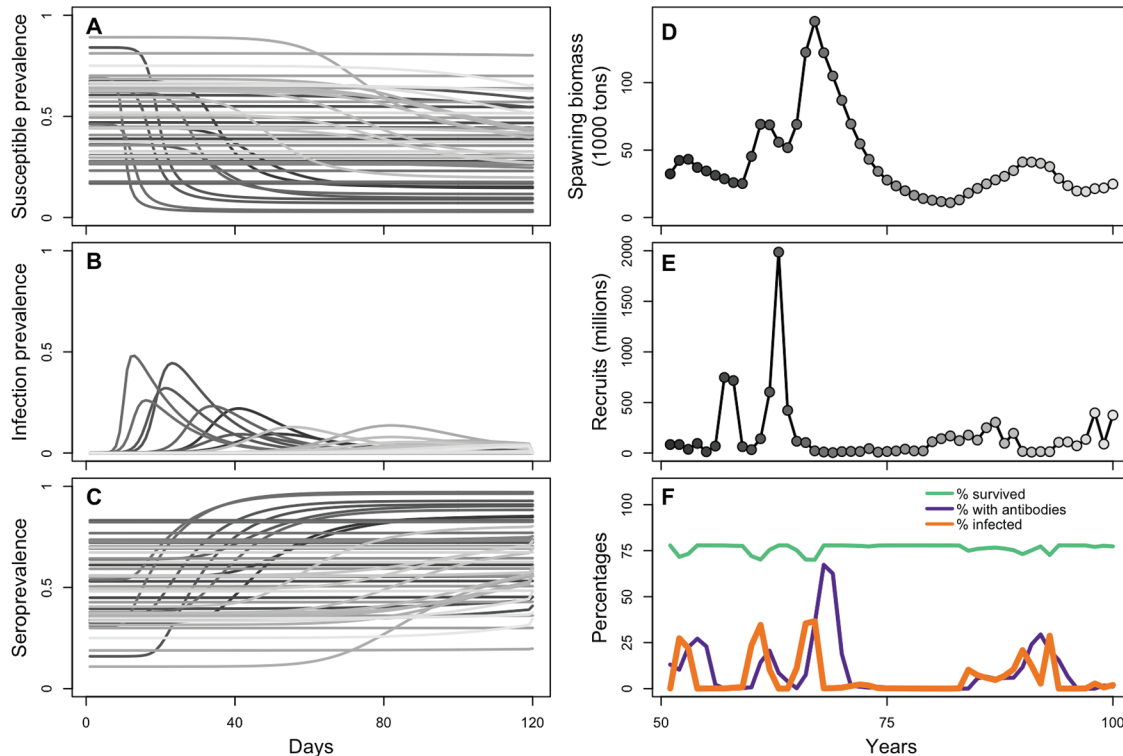 A
Susceptible prevalence
1
0.5
0
B
Infection prevalence
1
0.5
0
C
Seroprevalence
1
0.5
0
0
40
80
120
Days
D
Spawning biomass
(1000 tons)
100
50
0
E
Recruits (millions)
2000
1500
1000
500
0
F
% survived
% with antibodies
% infected
Percentages
100
75
50
25
0
50
75
100
Years